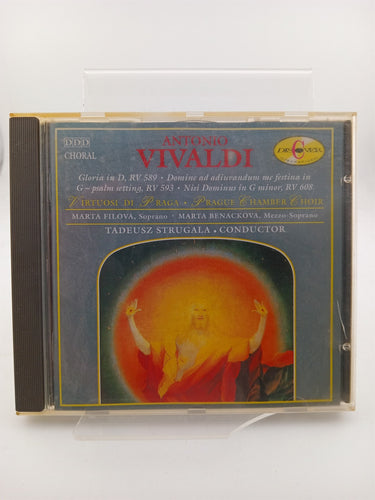 DDD
CHORAL
ANTONIO
VIVALDI
Gloria in D, RV 589 • Domine ad adiuvandum me festina in
G – psalm setting, RV 593 • Nisi Dominus in G minor, RV 608
VIRTUOSI DI PRAGA • PRAGUE CHAMBER CHOIR
MARTA FILOVA, Soprano • MARTA BENACKOVA, Mezzo-Soprano
TADEUSZ STRUGALA • CONDUCTOR